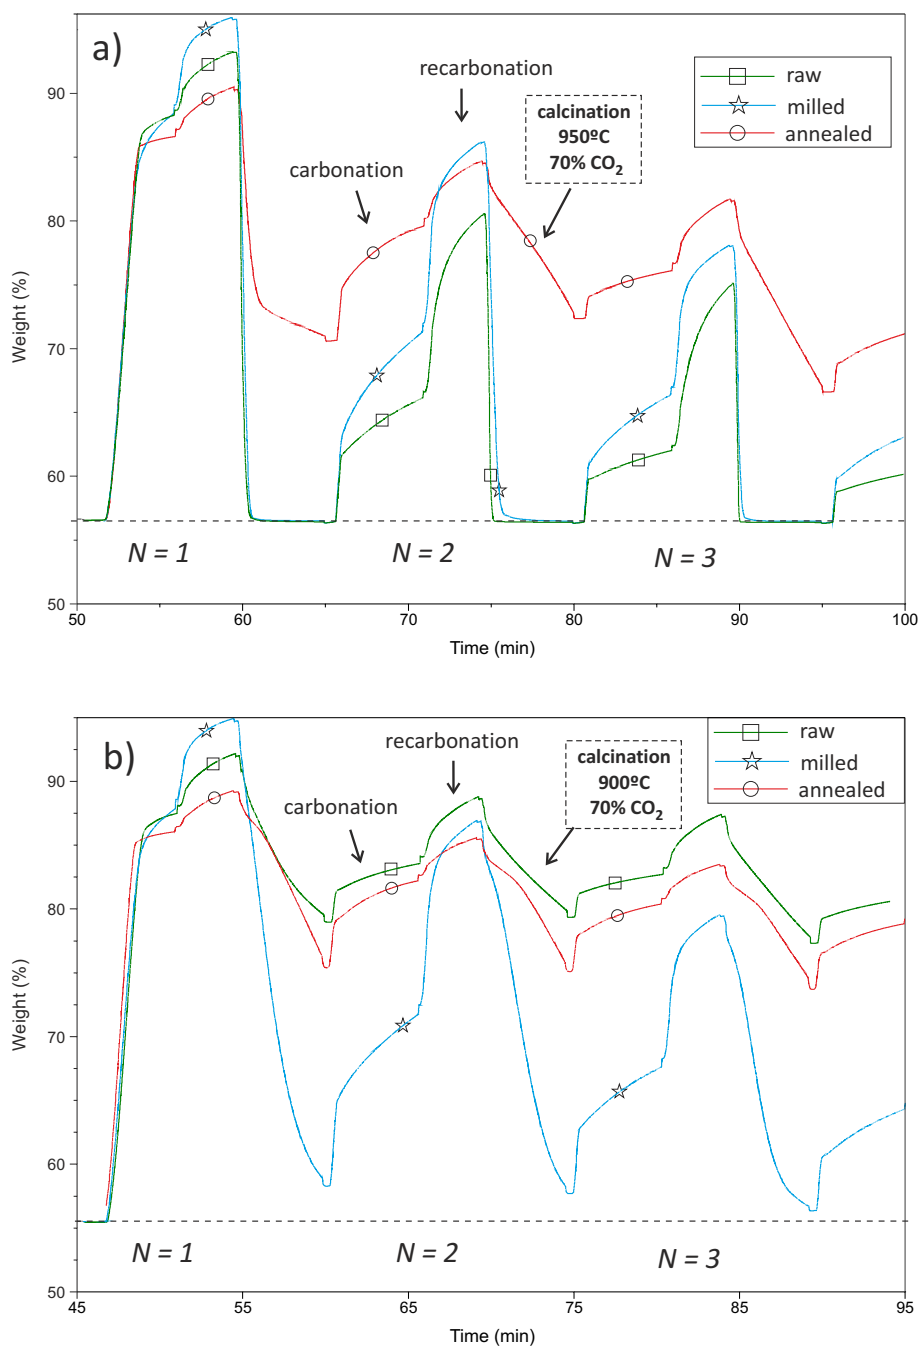 a)
raw
milled
annealed
recarbonation
calcination
950ºC
70% CO2
carbonation
Weight (%)
90
80
70
60
50
N = 1
N = 2
N = 3
50
60
70
80
90
100
Time (min)
b)
raw
milled
annealed
recarbonation
calcination
900ºC
70% CO2
carbonation
Weight (%)
90
80
70
60
50
N = 1
N = 2
N = 3
45
55
65
75
85
95
Time (min)